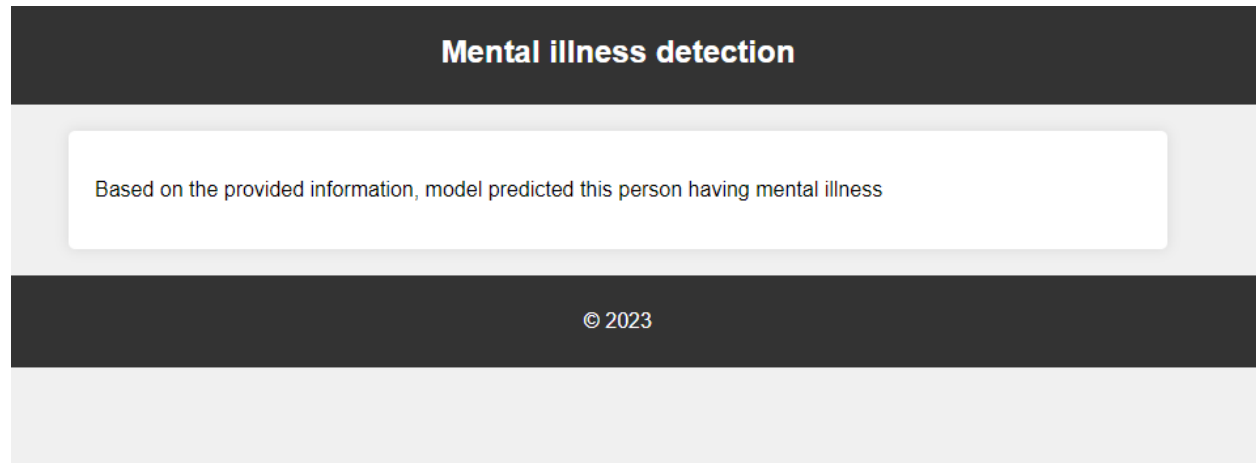 Mental illness detection
Based on the provided information, model predicted this person having mental illness
© 2023